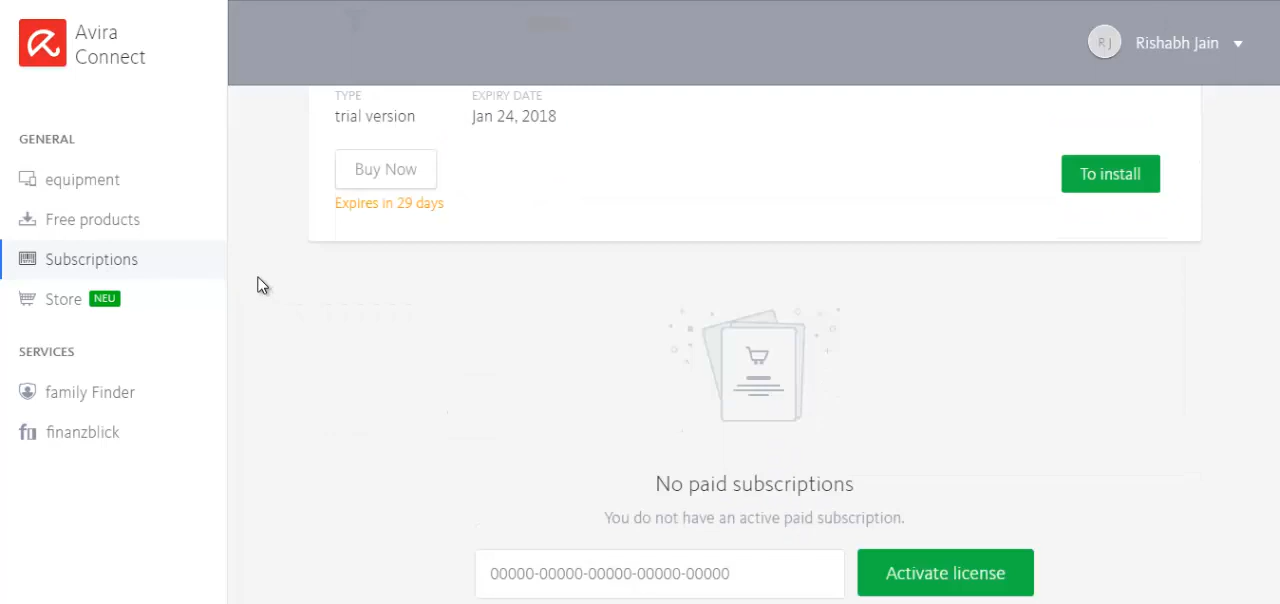 Avira
Connect
RJ
Rishabh Jain
GENERAL
equipment
Free products
Subscriptions
Store NEU
SERVICES
family Finder
finanzblick
TYPE
EXPIRY DATE
trial version
Jan 24, 2018
Buy Now
To install
Expires in 29 days
No paid subscriptions
You do not have an active paid subscription.
00000-00000-00000-00000-00000
Activate license